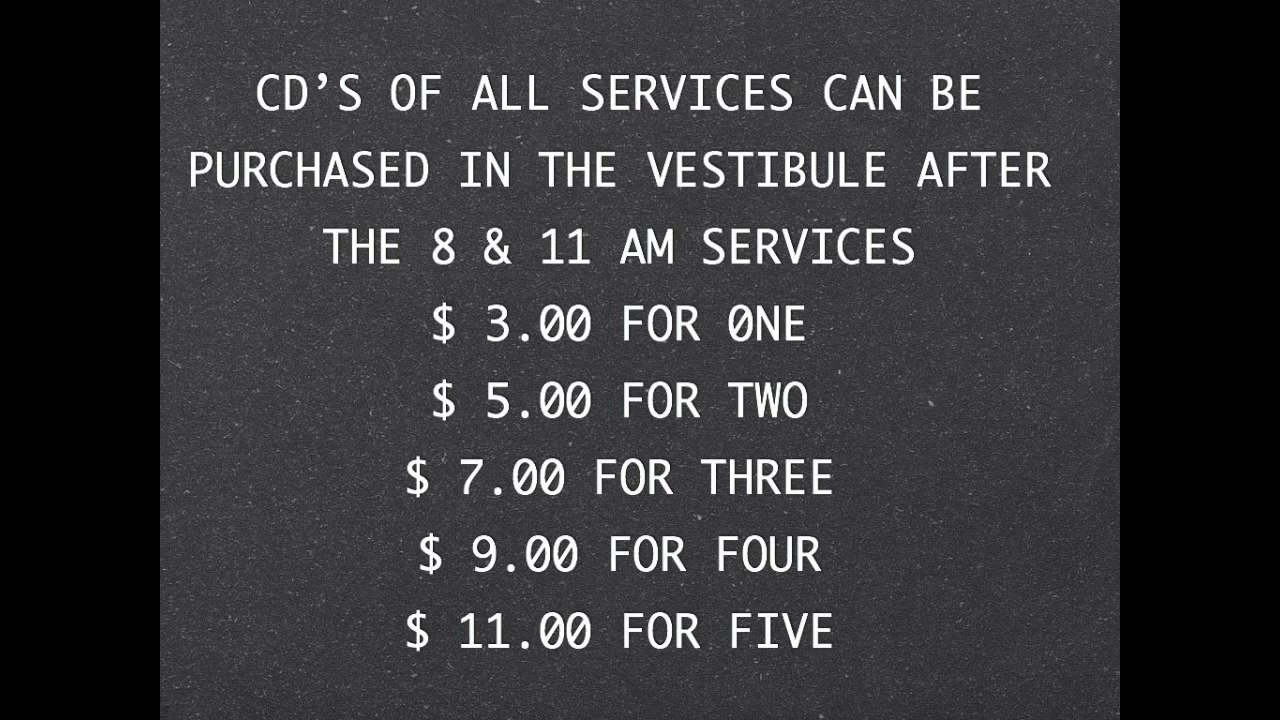 CD’S OF ALL SERVICES CAN BE
PURCHASED IN THE VESTIBULE AFTER
THE 8 & 11 AM SERVICES
$ 3.00 FOR 0NE
$ 5.00 FOR TWO
$ 7.00 FOR THREE
$ 9.00 FOR FOUR
$ 11.00 FOR FIVE